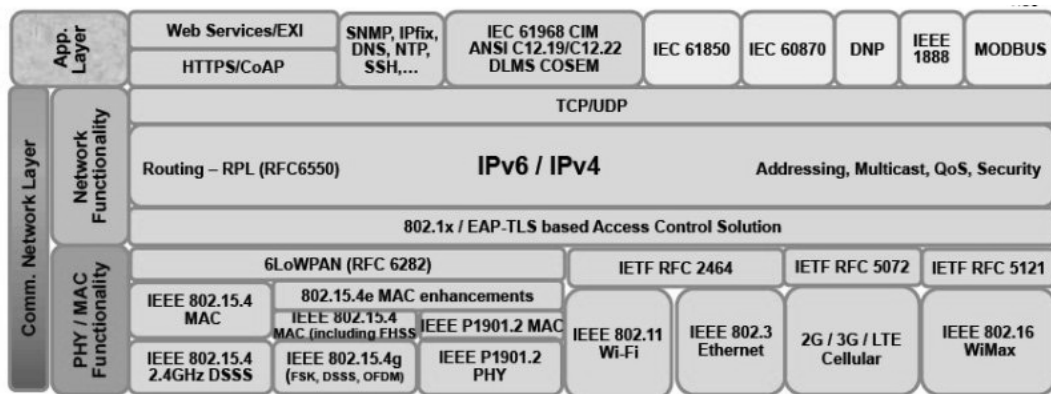 App.
Layer
Web Services/EXI
HTTPS/CoAP
SNMP, IPfix,
DNS, NTP,
SSH,...
IEC 61968 CIM
ANSI C12.19/C12.22
DLMS COSEM
IEC 61850
IEC 60870
DNP
IEEE
1888
MODBUS
Comm. Network Layer
Network
Functionality
TCP/UDP
Routing – RPL (RFC6550)
IPv6 / IPv4
Addressing, Multicast, QoS, Security
802.1x / EAP-TLS based Access Control Solution
PHY / MAC
Functionality
6LoWPAN (RFC 6282)
IETF RFC 2464
IETF RFC 5072
IETF RFC 5121
IEEE 802.15.4
MAC
802.15.4e MAC enhancements
IEEE 802.15.4
MAC (including FHSS)
IEEE P1901.2 MAC
IEEE 802.15.4
2.4GHz DSSS
IEEE 802.15.4g
(FSK, DSSS, OFDM)
IEEE P1901.2
PHY
IEEE 802.11
Wi-Fi
IEEE 802.3
Ethernet
2G / 3G / LTE
Cellular
IEEE 802.16
WiMax